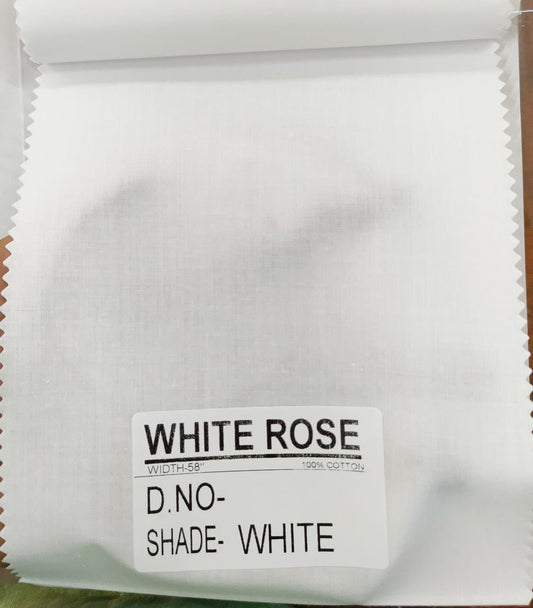 WHITE ROSE
WIDTH-58" 100% COTTON
D.NO-
SHADE- WHITE